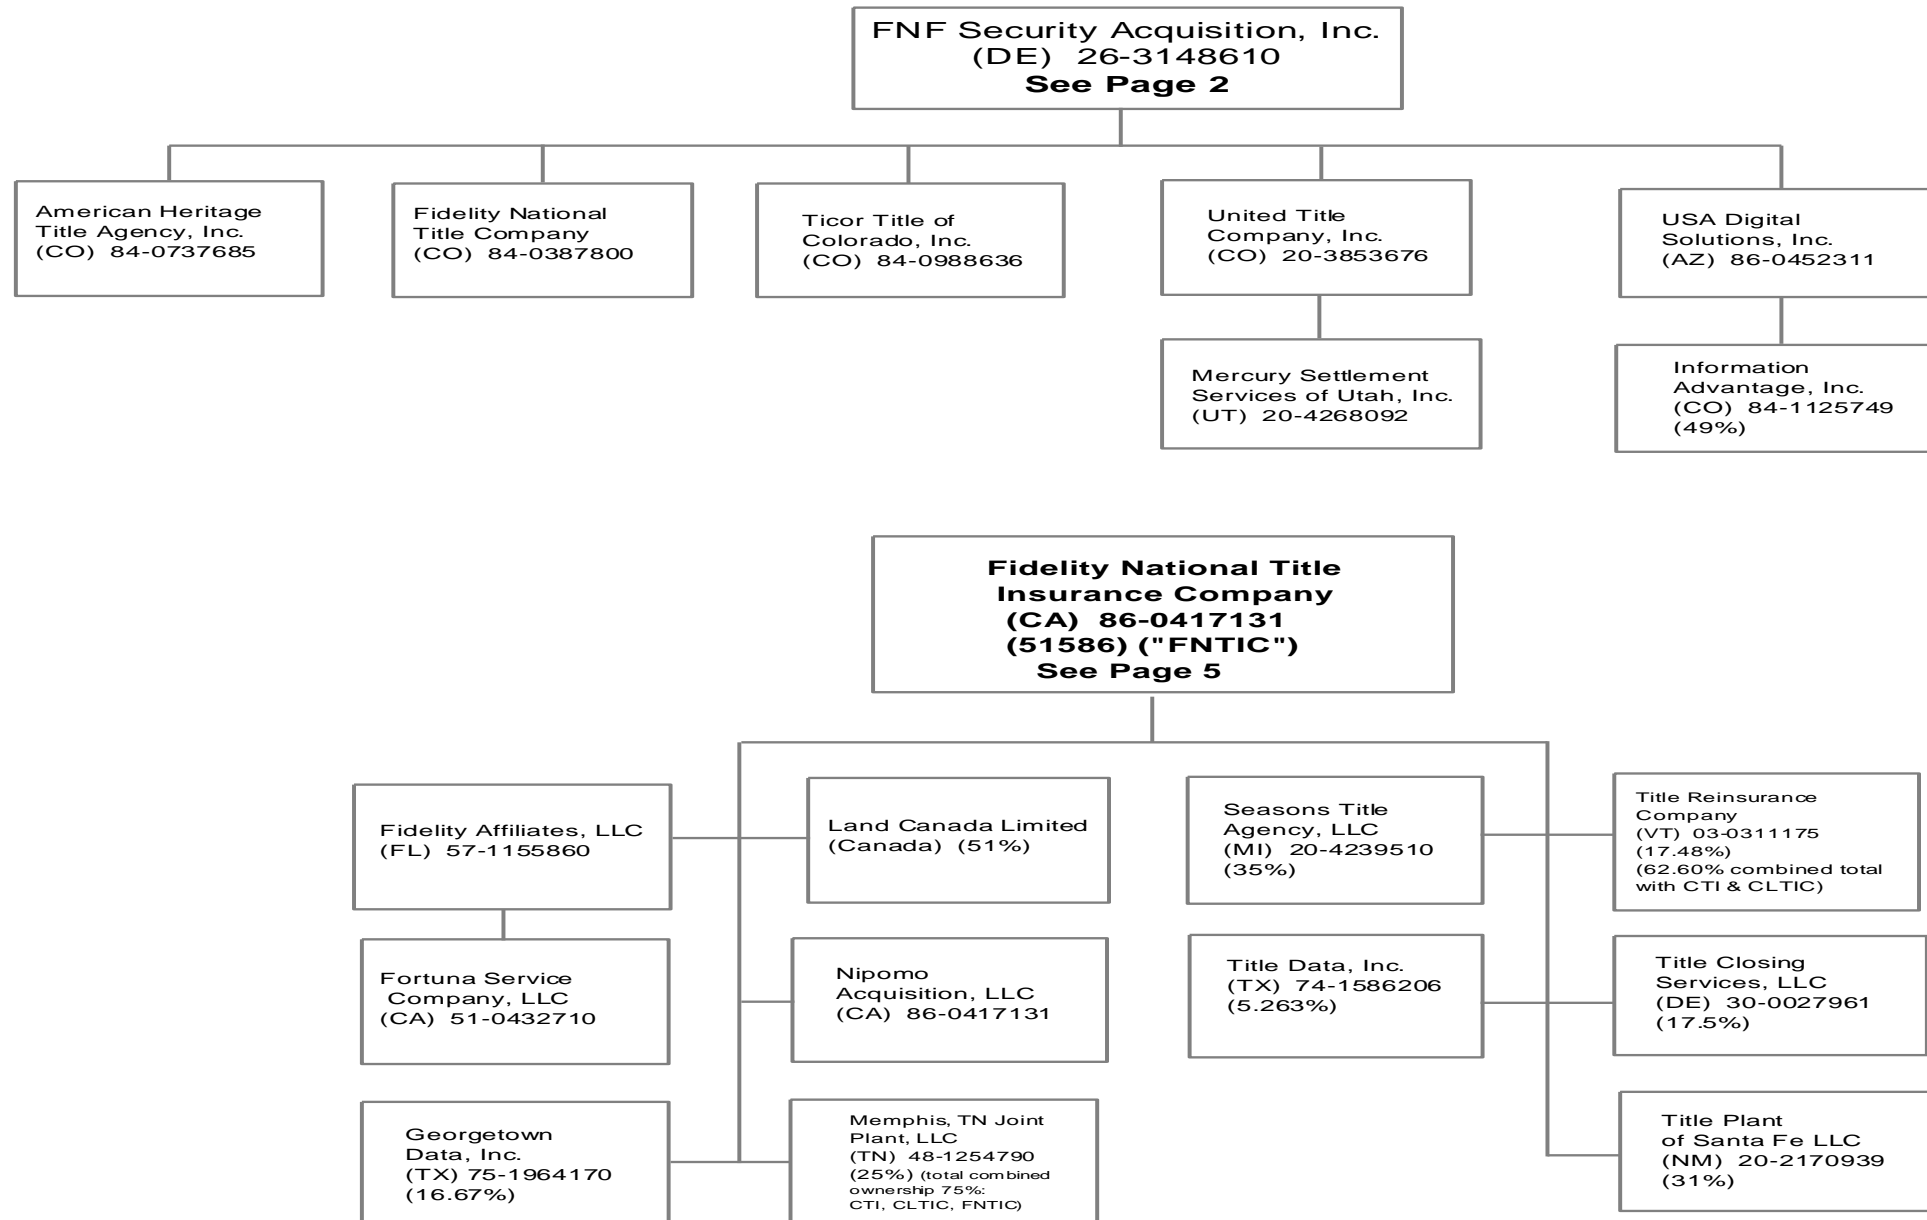 FNF Security Acquisition, Inc.
(DE) 26-3148610
See Page 2
American Heritage
Title Agency, Inc.
(CO) 84-0737685
Fidelity National
Title Company
(CO) 84-0387800
Ticor Title of
Colorado, Inc.
(CO) 84-0988636
United Title
Company, Inc.
(CO) 20-3853676
USA Digital
Solutions, Inc.
(AZ) 86-0452311
Mercury Settlement
Services of Utah, Inc.
(UT) 20-4268092
Information
Advantage, Inc.
(CO) 84-1125749
(49%)
Fidelity National Title
Insurance Company
(CA) 86-0417131
(51586) ("FNTIC")
See Page 5
Fidelity Affiliates, LLC
(FL) 57-1155860
Land Canada Limited
(Canada) (51%)
Seasons Title
Agency, LLC
(MI) 20-4239510
(35%)
Title Reinsurance
Company
(VT) 03-0311175
(17.48%)
(62.60% combined total
with CTI & CLTIC)
Fortuna Service
Company, LLC
(CA) 51-0432710
Nipomo
Acquisition, LLC
(CA) 86-0417131
Title Data, Inc.
(TX) 74-1586206
(5.263%)
Title Closing
Services, LLC
(DE) 30-0027961
(17.5%)
Georgetown
Data, Inc.
(TX) 75-1964170
(16.67%)
Memphis, TN Joint
Plant, LLC
(TN) 48-1254790
(25%) (total combined
ownership 75%:
CTI, CLTIC, FNTIC)
Title Plant
of Santa Fe LLC
(NM) 20-2170939
(31%)